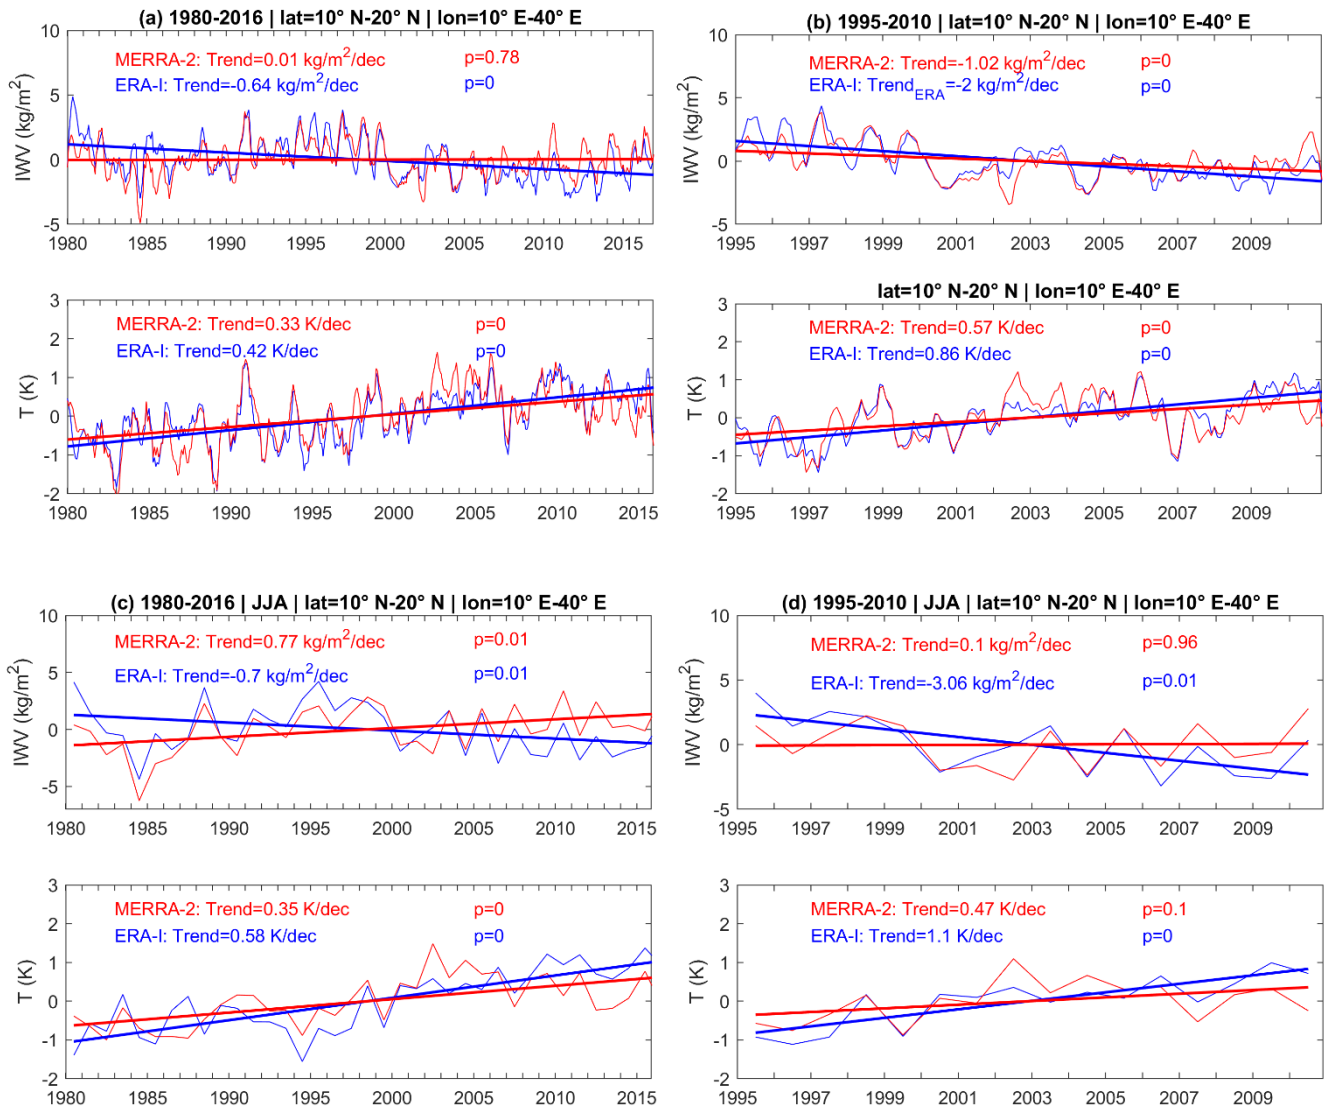 (a) 1980-2016 | lat=10° N-20° N | lon=10° E-40° E
MERRA-2: Trend=0.01 kg/m²/dec p=0.78
ERA-I: Trend=-0.64 kg/m²/dec p=0
IWV (kg/m²)
10
5
0
-5
1980 1985 1990 1995 2000 2005 2010 2015
MERRA-2: Trend=0.33 K/dec p=0
ERA-I: Trend=0.42 K/dec p=0
T (K)
3
2
1
0
-1
-2
1980 1985 1990 1995 2000 2005 2010 2015
(b) 1995-2010 | lat=10° N-20° N | lon=10° E-40° E
MERRA-2: Trend=-1.02 kg/m²/dec p=0
ERA-I: Trend_ERA=-2 kg/m²/dec p=0
IWV (kg/m²)
10
5
0
-5
1995 1997 1999 2001 2003 2005 2007 2009
lat=10° N-20° N | lon=10° E-40° E
MERRA-2: Trend=0.57 K/dec p=0
ERA-I: Trend=0.86 K/dec p=0
T (K)
3
2
1
0
-1
-2
1995 1997 1999 2001 2003 2005 2007 2009
(c) 1980-2016 | JJA | lat=10° N-20° N | lon=10° E-40° E
MERRA-2: Trend=0.77 kg/m²/dec p=0.01
ERA-I: Trend=-0.7 kg/m²/dec p=0.01
IWV (kg/m²)
10
5
0
-5
1980 1985 1990 1995 2000 2005 2010 2015
MERRA-2: Trend=0.35 K/dec p=0
ERA-I: Trend=0.58 K/dec p=0
T (K)
3
2
1
0
-1
-2
1980 1985 1990 1995 2000 2005 2010 2015
(d) 1995-2010 | JJA | lat=10° N-20° N | lon=10° E-40° E
MERRA-2: Trend=0.1 kg/m²/dec p=0.96
ERA-I: Trend=-3.06 kg/m²/dec p=0.01
IWV (kg/m²)
10
5
0
-5
1995 1997 1999 2001 2003 2005 2007 2009
MERRA-2: Trend=0.47 K/dec p=0.1
ERA-I: Trend=1.1 K/dec p=0
T (K)
3
2
1
0
-1
-2
1995 1997 1999 2001 2003 2005 2007 2009